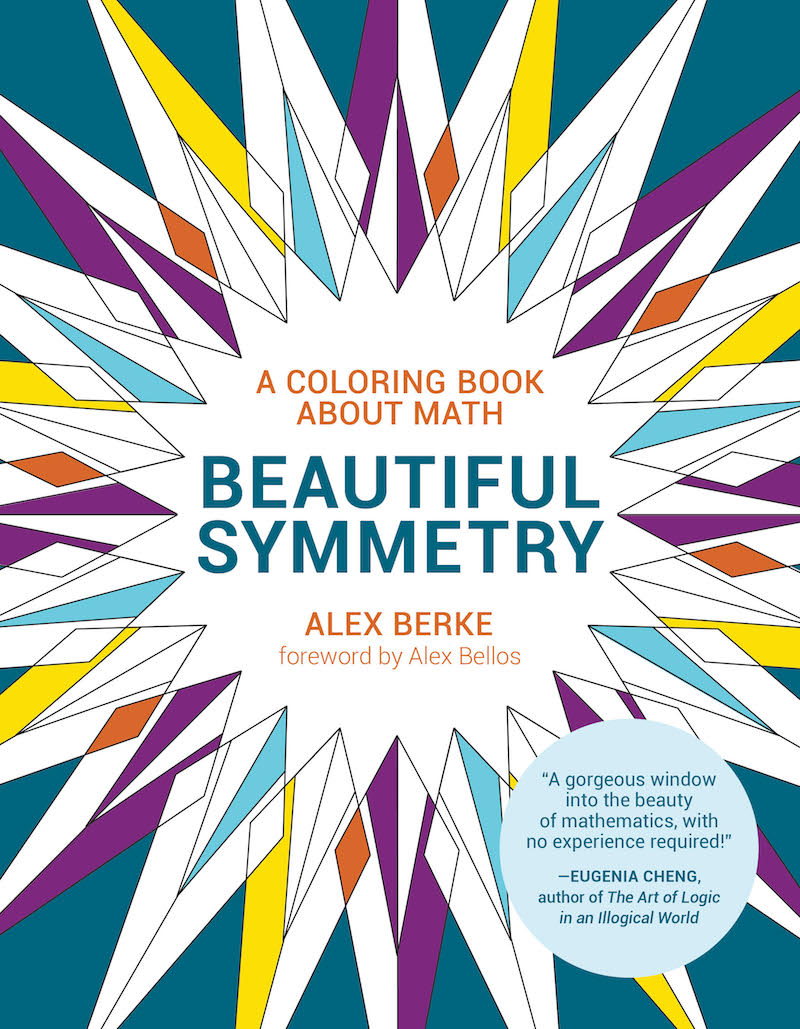 A COLORING BOOK
ABOUT MATH
BEAUTIFUL
SYMMETRY
ALEX BERKE
foreword by Alex Bellos
“A gorgeous window
into the beauty
of mathematics, with
no experience required!”
—EUGENIA CHENG,
author of The Art of Logic
in an Illogical World